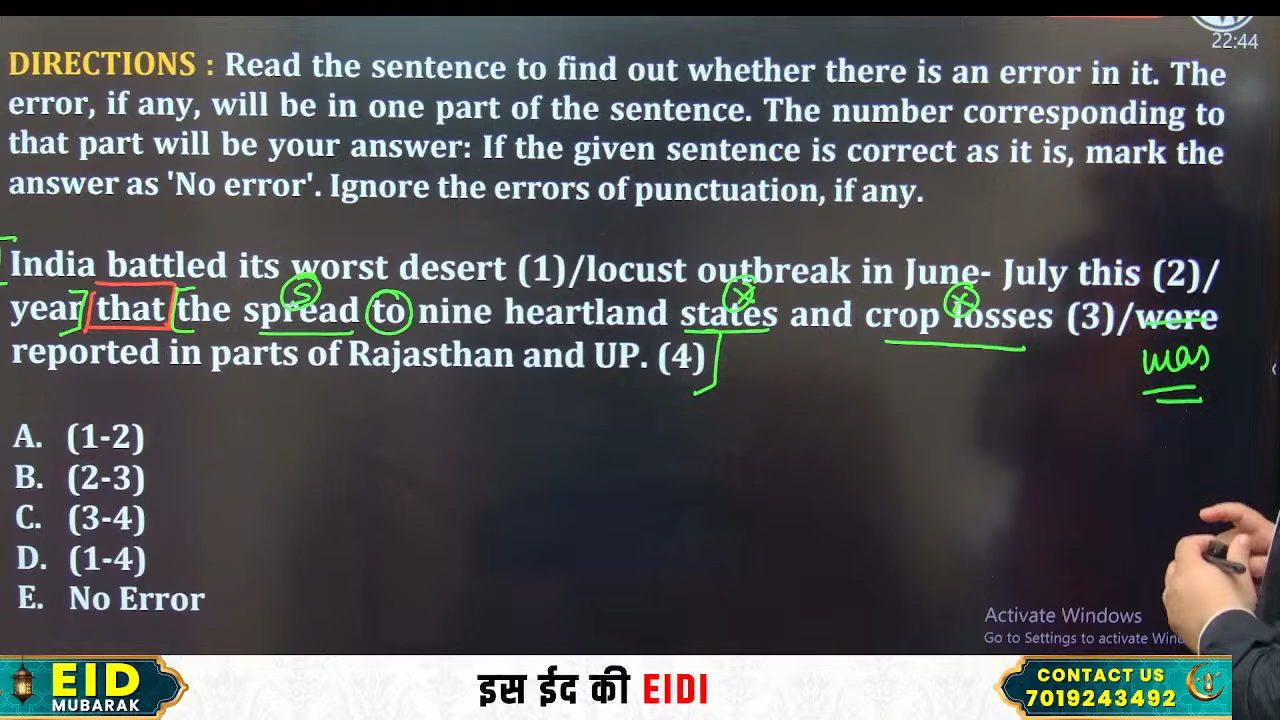 22:44
DIRECTIONS : Read the sentence to find out whether there is an error in it. The
error, if any, will be in one part of the sentence. The number corresponding to
that part will be your answer: If the given sentence is correct as it is, mark the
answer as 'No error'. Ignore the errors of punctuation, if any.
India battled its worst desert (1)/locust outbreak in June- July this (2)/
S
year that the spread to nine heartland states and crop losses (3)/were
reported in parts of Rajasthan and UP. (4)
was
A. (1-2)
B. (2-3)
C. (3-4)
D. (1-4)
E. No Error
Activate Windows
Go to Settings to activate Wind
EID
MUBARAK
इस ईद की EIDI
CONTACT US
7019243492